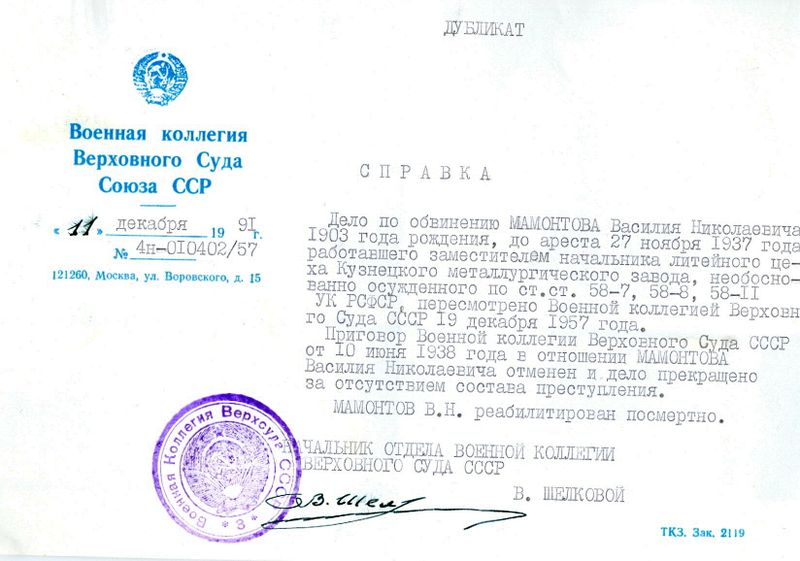 ДУБЛИКАТ
Военная коллегия
Верховного Суда
Союза ССР
«11» декабря 1991 г.
№ 4н-010402/57
121260, Москва, ул. Воровского, д. 15
СПРАВКА
Дело по обвинению МАМОНТОВА Василия Николаевича
1903 года рождения, до ареста 27 ноября 1937 года
работавшего заместителем начальника литейного це-
ха Кузнецкого металлургического завода, необосно-
ванно осужденного по ст.ст. 58-7, 58-8, 58-11
УК РСФСР, пересмотрено Военной коллегией Верховн
го Суда СССР 19 декабря 1957 года.
Приговор Военной коллегии Верховного Суда СССР
от 10 июня 1938 года в отношении МАМОНТОВА
Василия Николаевича отменен и дело прекращено
за отсутствием состава преступления.
МАМОНТОВ В.Н. реабилитирован посмертно.
НАЧАЛЬНИК ОТДЕЛА ВОЕННОЙ КОЛЛЕГИИ
ВЕРХОВНОГО СУДА СССР
В. ШЕЛКОВОЙ
Военная Коллегия Верхсуда СССР
* 3 *
В. Шел
ТКЗ. Зак. 2119